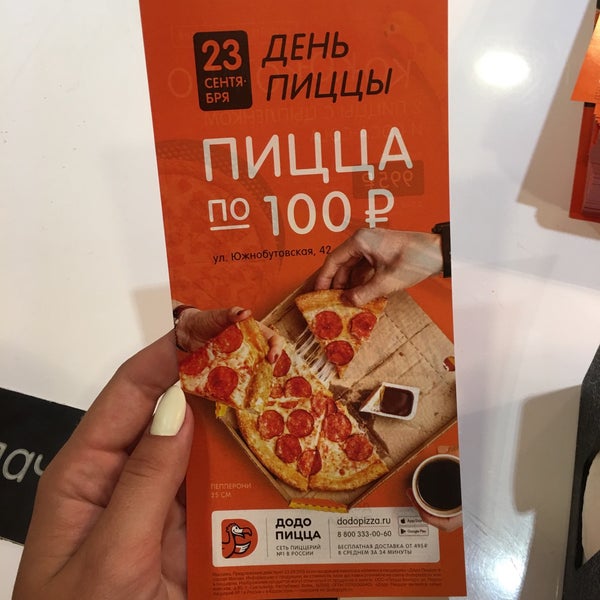 23
СЕНТЯ-
БРЯ
ДЕНЬ
ПИЦЦЫ
ПИЦЦА
ПО 100 ₽
ул. Южнобутовская, 42
ПЕППЕРОНИ
25 СМ
ДОДО
ПИЦЦА
СЕТЬ ПИЦЦЕРИЙ
№1 В РОССИИ
dodopizza.ru
8 800 333-00-60
БЕСПЛАТНАЯ ДОСТАВКА ОТ 495₽
В СРЕДНЕМ ЗА 34 МИНУТЫ